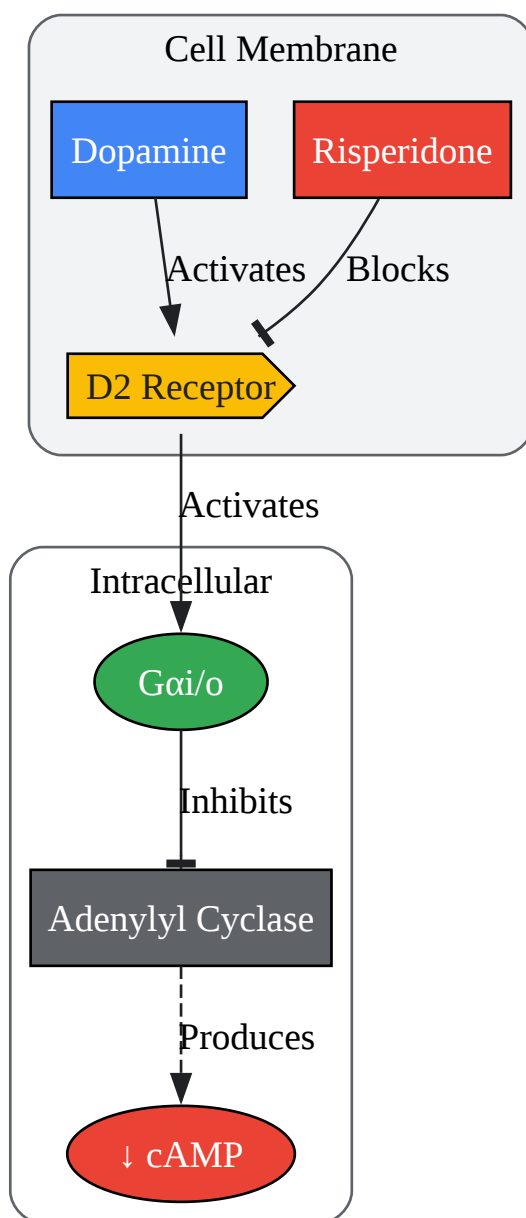 Cell Membrane
Dopamine
Risperidone
Activates
Blocks
D2 Receptor
Activates
Intracellular
Gαi/o
Inhibits
Adenylyl Cyclase
Produces
↓ cAMP